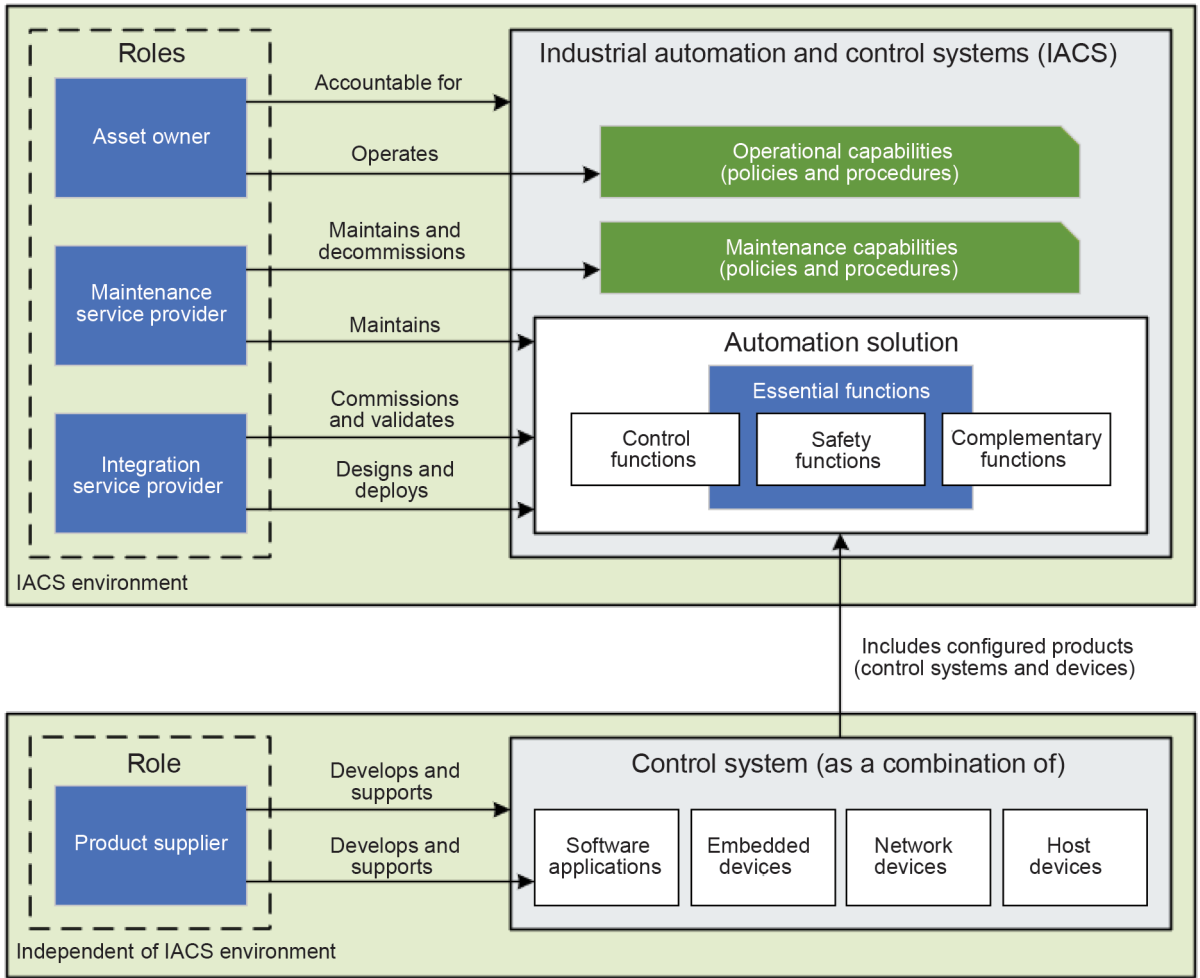 Roles
Asset owner
Maintenance
service provider
Integration
service provider
Accountable for
Operates
Maintains and
decommissions
Maintains
Commissions
and validates
Designs and
deploys
Industrial automation and control systems (IACS)
Operational capabilities
(policies and procedures)
Maintenance capabilities
(policies and procedures)
Automation solution
Essential functions
Control
functions
Safety
functions
Complementary
functions
IACS environment
Includes configured products
(control systems and devices)
Role
Product supplier
Develops and
supports
Develops and
supports
Control system (as a combination of)
Software
applications
Embedded
devices
Network
devices
Host
devices
Independent of IACS environment